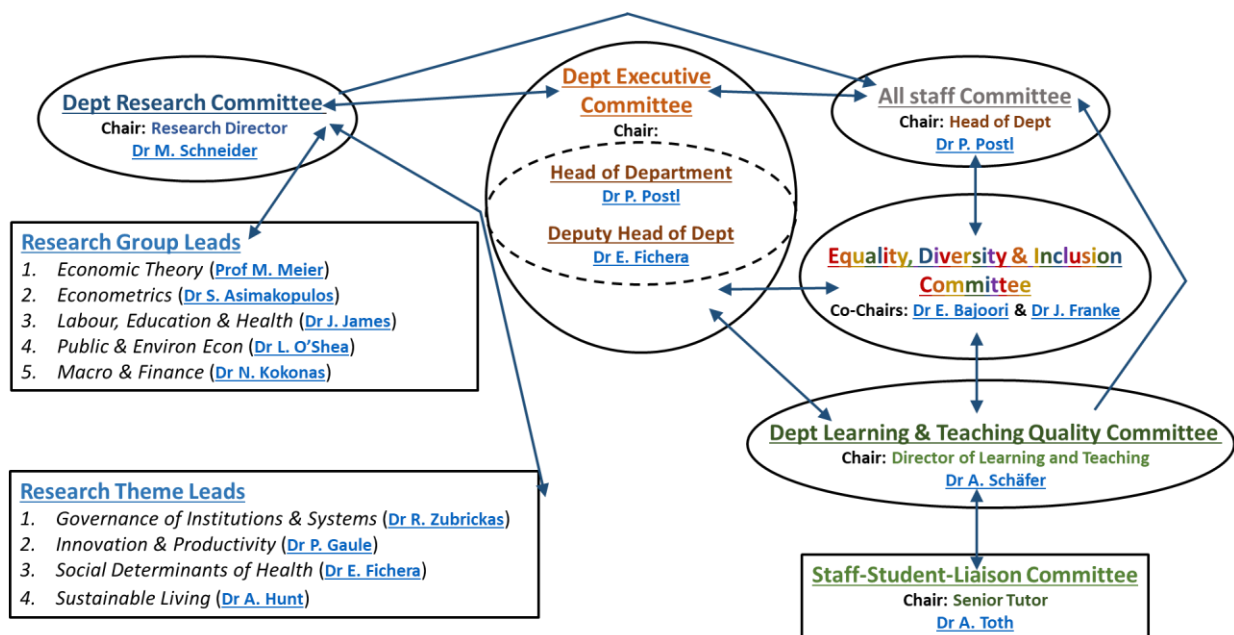 Dept Research Committee
Chair: Research Director
Dr M. Schneider
Dept Executive
Committee
Chair:
Head of Department
Dr P. Postl
Deputy Head of Dept
Dr E. Fichera
All staff Committee
Chair: Head of Dept
Dr P. Postl
Equality, Diversity & Inclusion
Committee
Co-Chairs: Dr E. Bajoori & Dr J. Franke
Research Group Leads
1. Economic Theory (Prof M. Meier)
2. Econometrics (Dr S. Asimakopulos)
3. Labour, Education & Health (Dr J. James)
4. Public & Environ Econ (Dr L. O’Shea)
5. Macro & Finance (Dr N. Kokonas)
Dept Learning & Teaching Quality Committee
Chair: Director of Learning and Teaching
Dr A. Schäfer
Research Theme Leads
1. Governance of Institutions & Systems (Dr R. Zubrickas)
2. Innovation & Productivity (Dr P. Gaule)
3. Social Determinants of Health (Dr E. Fichera)
4. Sustainable Living (Dr A. Hunt)
Staff-Student-Liaison Committee
Chair: Senior Tutor
Dr A. Toth